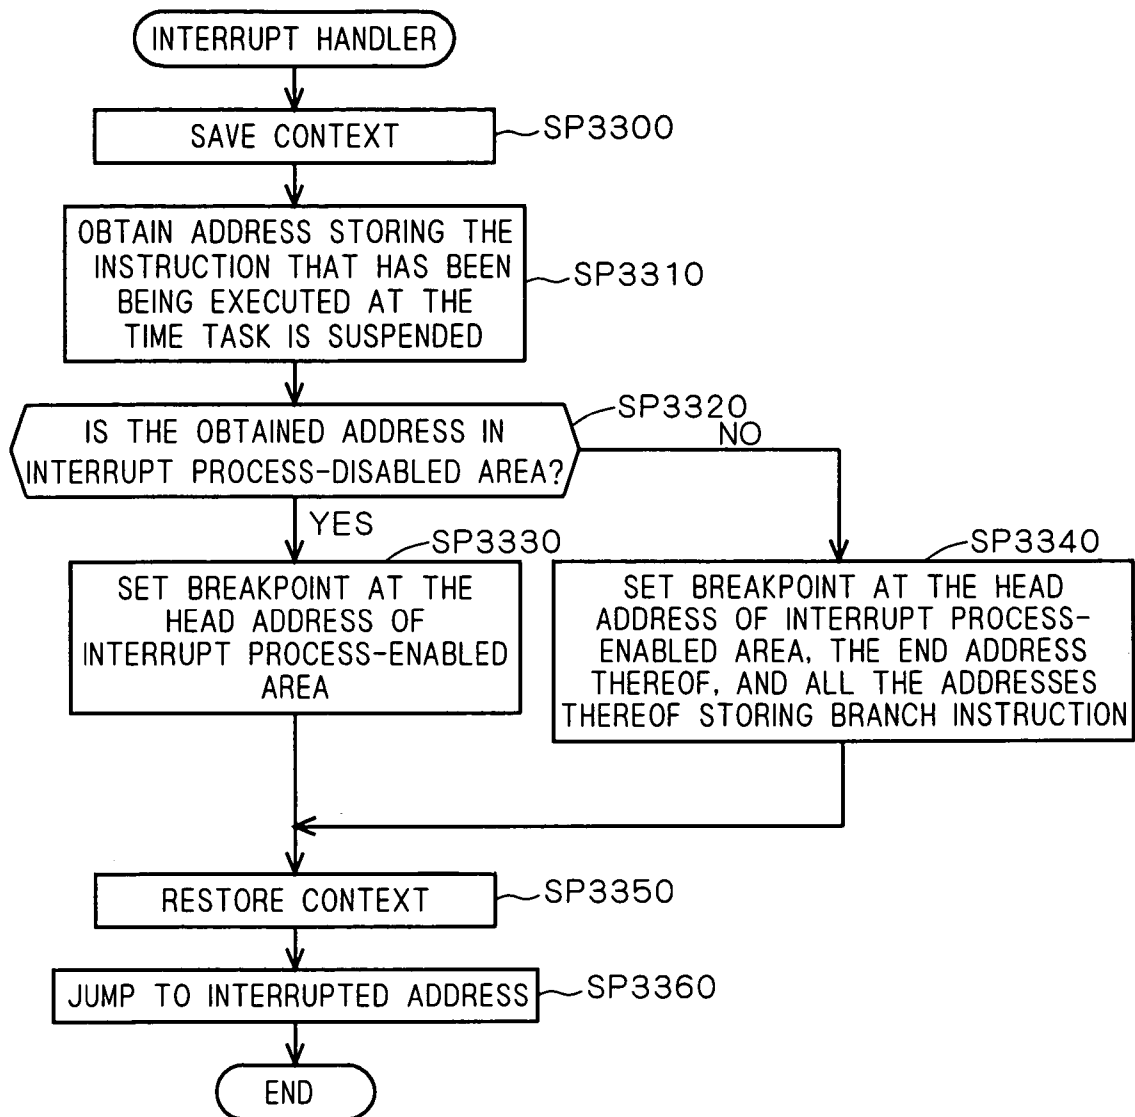 INTERRUPT HANDLER
SAVE CONTEXT
SP3300
OBTAIN ADDRESS STORING THE
INSTRUCTION THAT HAS BEEN
BEING EXECUTED AT THE
TIME TASK IS SUSPENDED
SP3310
IS THE OBTAINED ADDRESS IN
INTERRUPT PROCESS-DISABLED AREA?
SP3320
NO
YES
SP3330
SET BREAKPOINT AT THE
HEAD ADDRESS OF
INTERRUPT PROCESS-ENABLED
AREA
SP3340
SET BREAKPOINT AT THE HEAD
ADDRESS OF INTERRUPT PROCESS-
ENABLED AREA, THE END ADDRESS
THEREOF, AND ALL THE ADDRESSES
THEREOF STORING BRANCH INSTRUCTION
RESTORE CONTEXT
SP3350
JUMP TO INTERRUPTED ADDRESS
SP3360
END